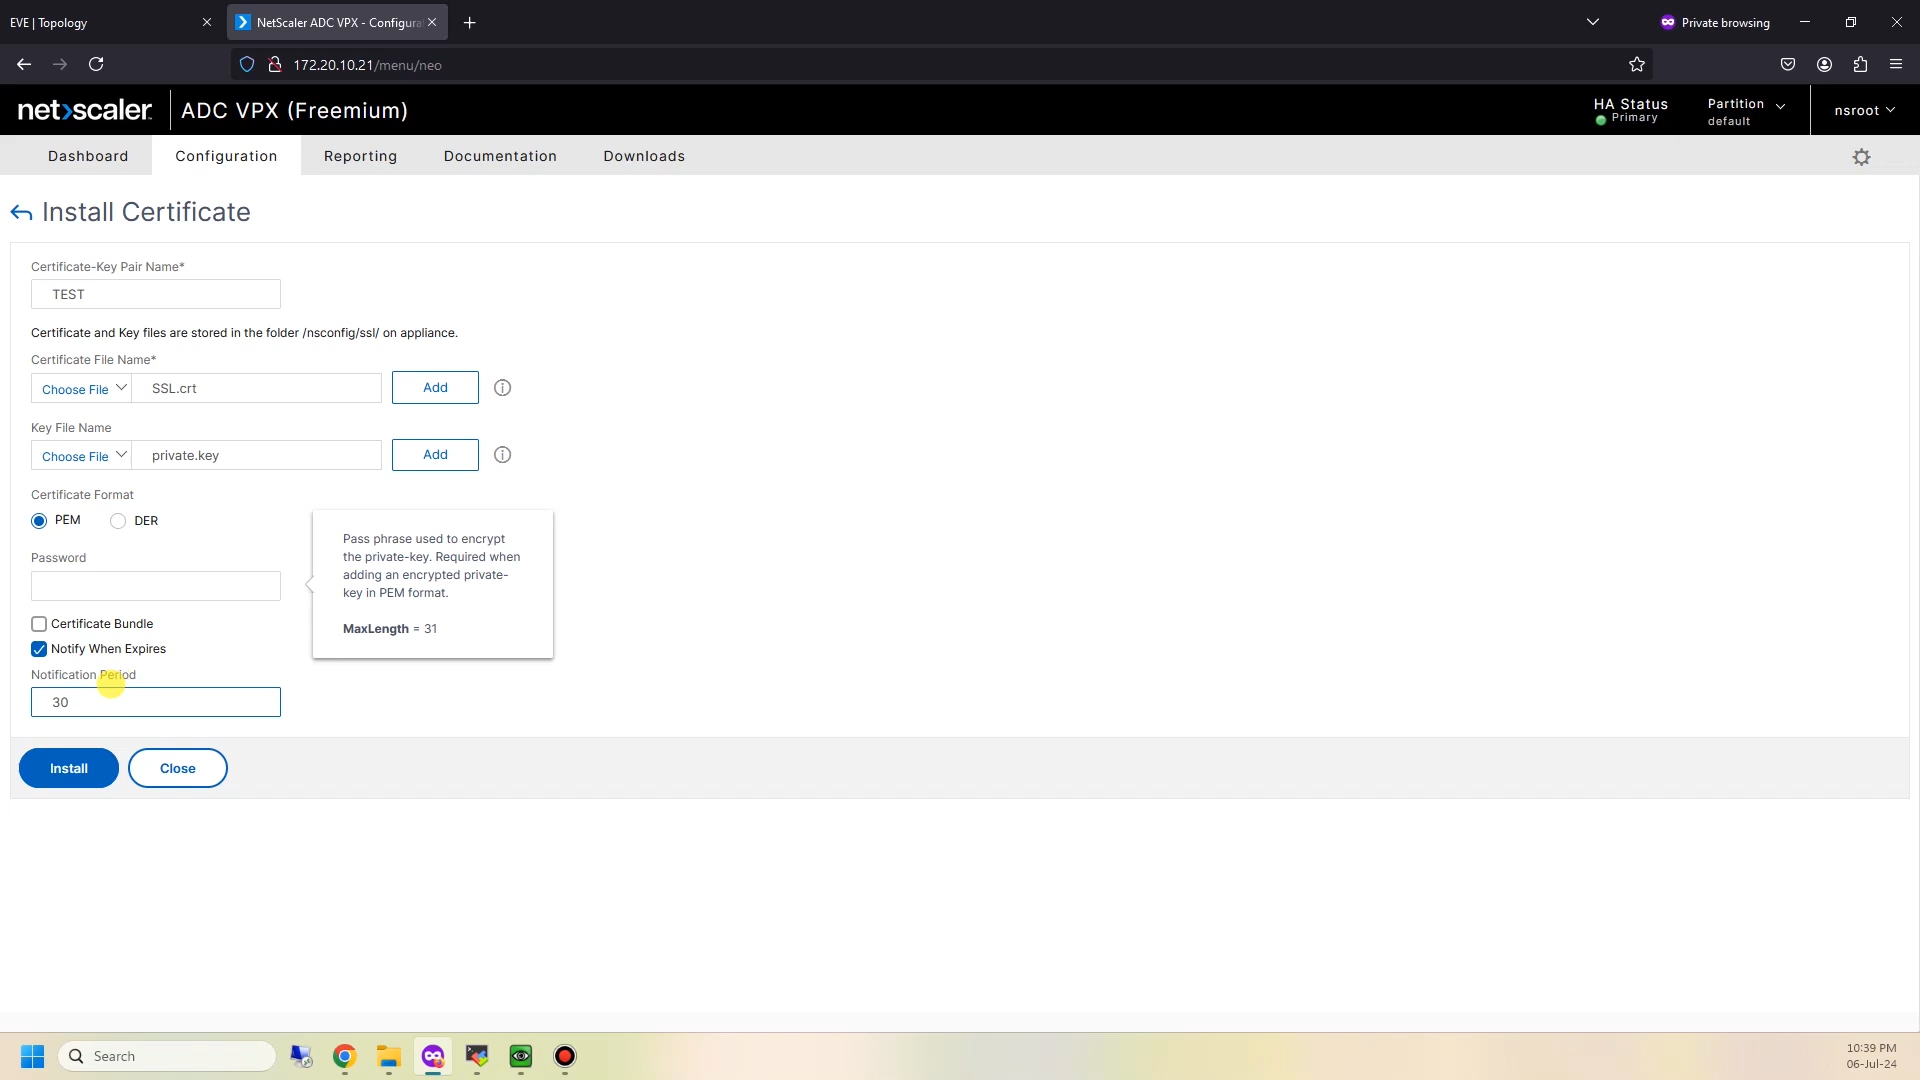 EVE | Topology
NetScaler ADC VPX - Configura
Private browsing
172.20.10.21/menu/neo
net>scaler. ADC VPX (Freemium)
HA Status
Primary
Partition
default
nsroot
Dashboard Configuration Reporting Documentation Downloads
Install Certificate
Certificate-Key Pair Name*
TEST
Certificate and Key files are stored in the folder /nsconfig/ssl/ on appliance.
Certificate File Name*
Choose File SSL.crt Add
Key File Name
Choose File private.key Add
Certificate Format
PEM DER
Password
Pass phrase used to encrypt
the private-key. Required when
adding an encrypted private-
key in PEM format.
MaxLength = 31
Certificate Bundle
Notify When Expires
Notification Period
30
Install Close
Search
10:39 PM
06-Jul-24